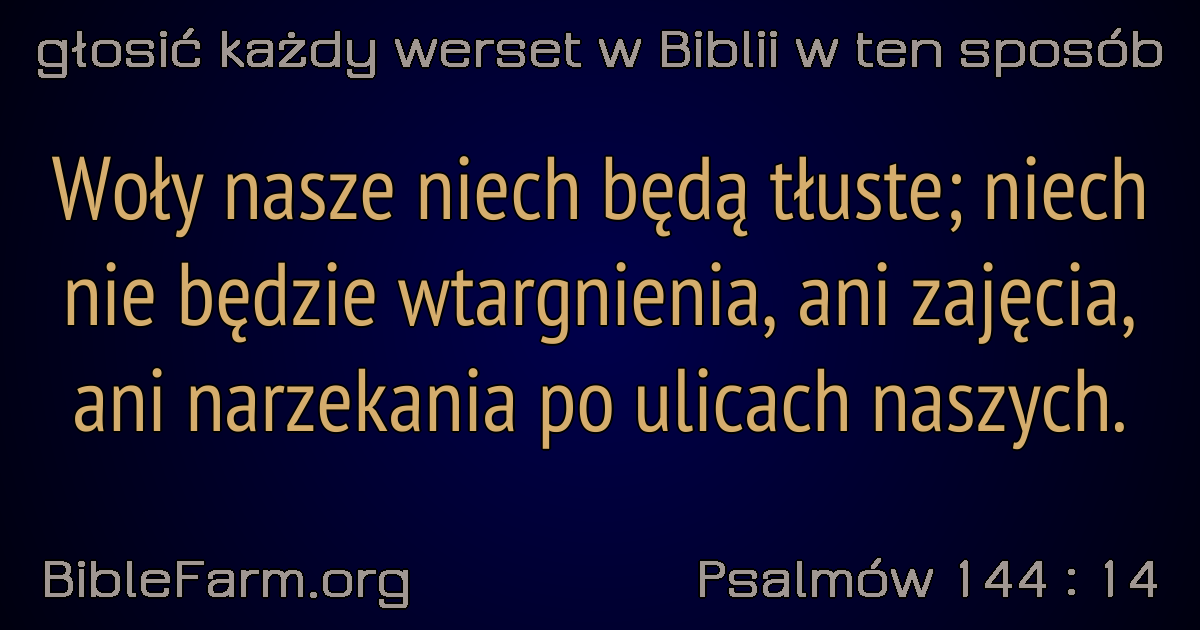 głosić każdy werset w Biblii w ten sposób
Woły nasze niech będą tłuste; niech
nie będzie wtargnienia, ani zajęcia,
ani narzekania po ulicach naszych.
BibleFarm.org
Psalmów 144 : 14